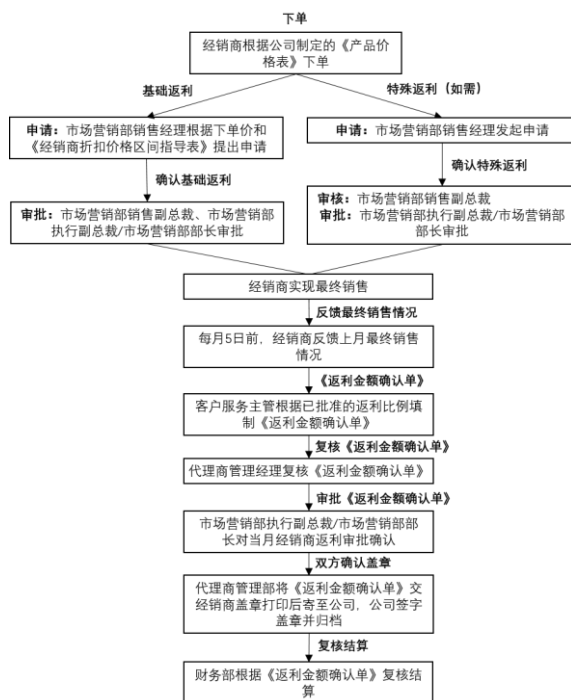 下单
经销商根据公司制定的《产品价
格表》下单
基础返利
特殊返利（如需）
申请：市场营销部销售经理根据下单价和
《经销商折扣价格区间指导表》提出申请
申请：市场营销部销售经理发起申请
确认基础返利
确认特殊返利
审批：市场营销部销售副总裁、市场营销部
执行副总裁/市场营销部部长审批
审核：市场营销部销售副总裁
审批：市场营销部执行副总裁/市场营销部
部长审批
经销商实现最终销售
反馈最终销售情况
每月5日前，经销商反馈上月最终销售
情况
《返利金额确认单》
客户服务主管根据已批准的返利比例填
制《返利金额确认单》
复核《返利金额确认单》
代理商管理经理复核《返利金额确认单》
审批《返利金额确认单》
市场营销部执行副总裁/市场营销部部
长对当月经销商返利审批确认
双方确认盖章
代理商管理部将《返利金额确认单》交
经销商盖章打印后寄至公司，公司签字
盖章并归档
复核结算
财务部根据《返利金额确认单》复核结
算